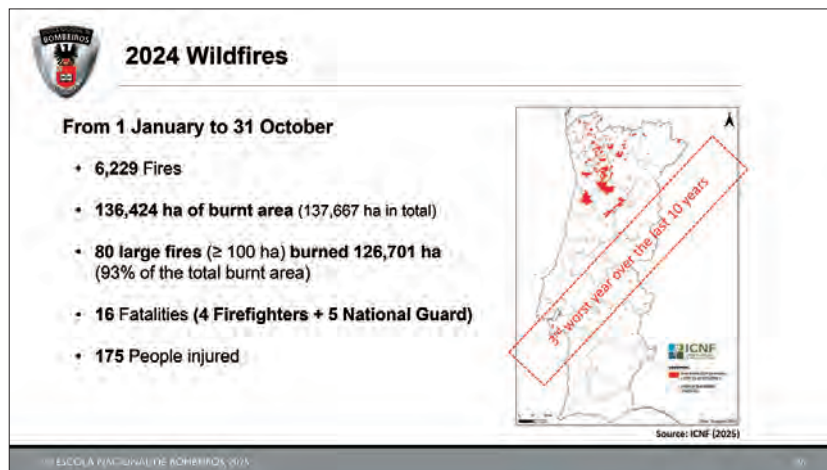 BOMBEIROS
2024 Wildfires
From 1 January to 31 October
• 6,229 Fires
• 136,424 ha of burnt area (137,667 ha in total)
• 80 large fires (≥ 100 ha) burned 126,701 ha
(93% of the total burnt area)
• 16 Fatalities (4 Firefighters + 5 National Guard)
• 175 People injured
3rd worst year over the last 10 years
ICNF
Source: ICNF (2025)
ESCOLA NACIONAL DE BOMBEIROS 2025